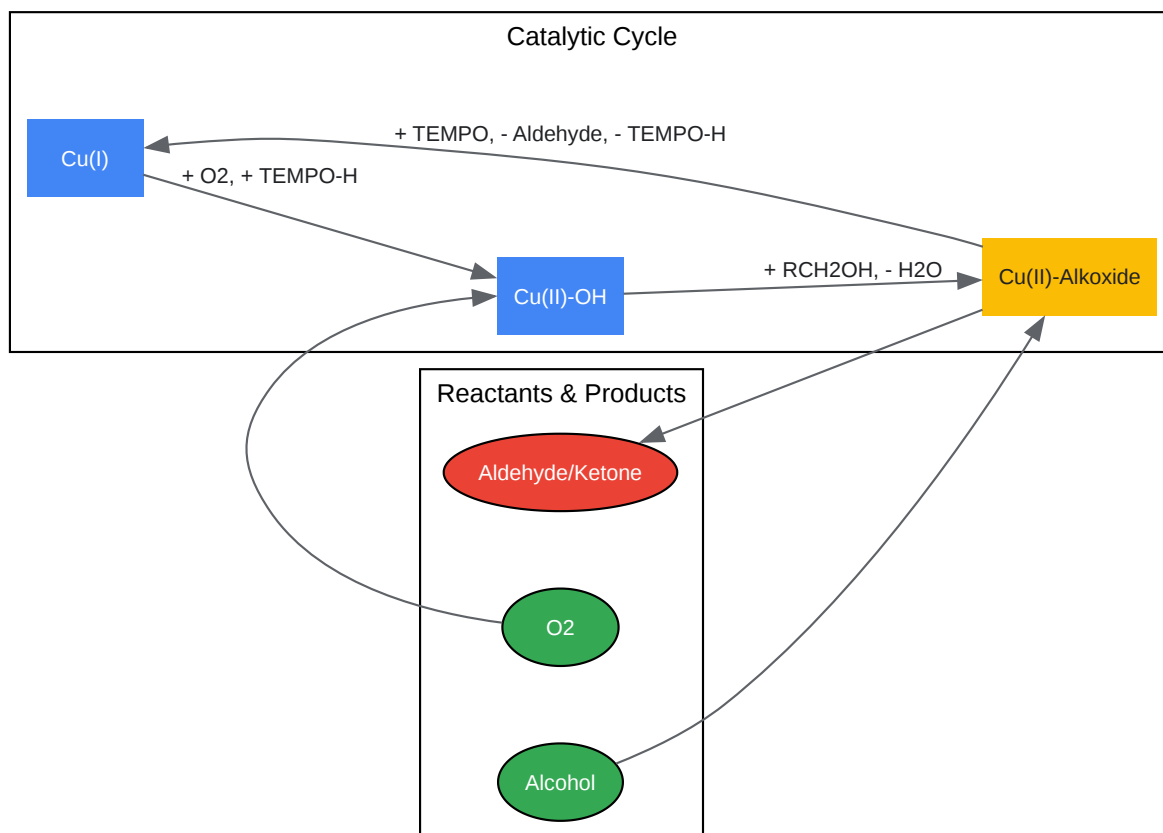 Catalytic Cycle
+ TEMPO, - Aldehyde, - TEMPO-H
Cu(I)
+ O2, + TEMPO-H
+ RCH2OH, - H2O
Cu(II)-Alkoxide
Cu(II)-OH
Reactants & Products
Aldehyde/Ketone
O2
Alcohol